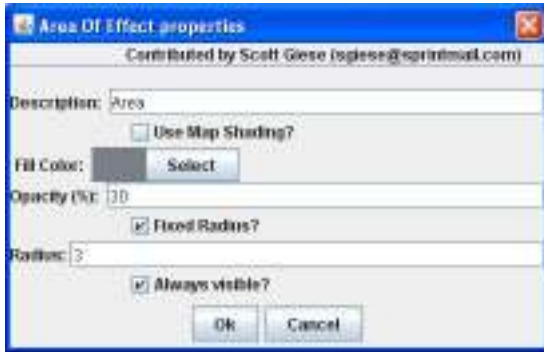 Area Of Effect properties
Contributed by Scott Giese (sgiese@sprintmail.com)
Description: Area
Use Map Shading?
Fill Color: Select
Opacity (%): 30
Fixed Radius?
Radius: 3
Always visible?
Ok Cancel